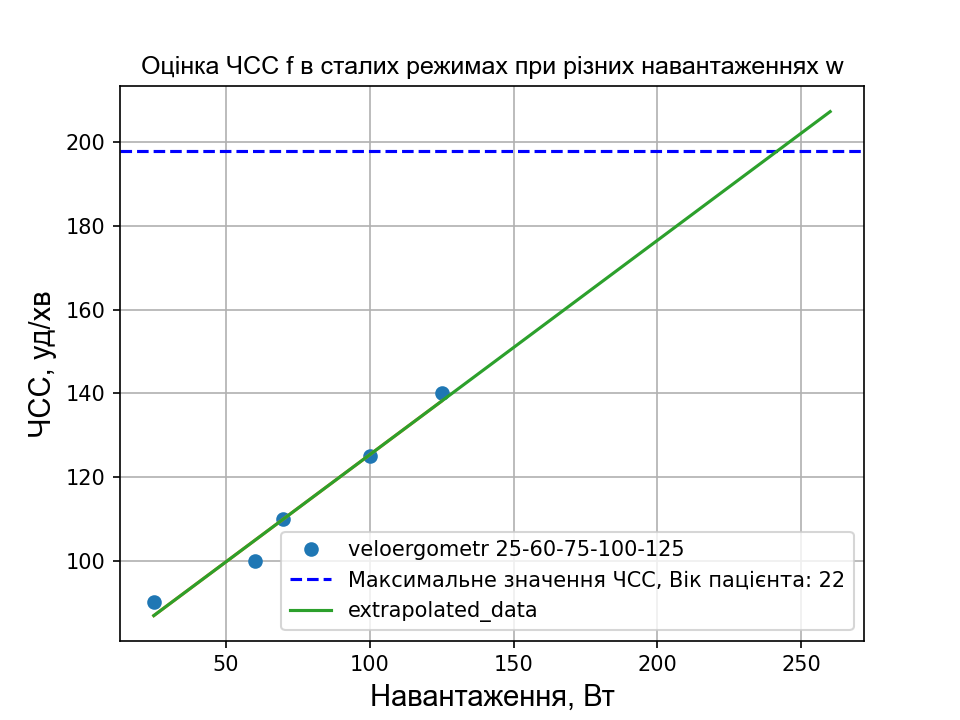 Оцінка ЧСС f в сталих режимах при різних навантаженнях w
200
180
160
140
120
100
ЧСС, уд/хв
veloergometr 25-60-75-100-125
Максимальне значення ЧСС, Вік пацієнта: 22
extrapolated_data
50
100
150
200
250
Навантаження, Вт